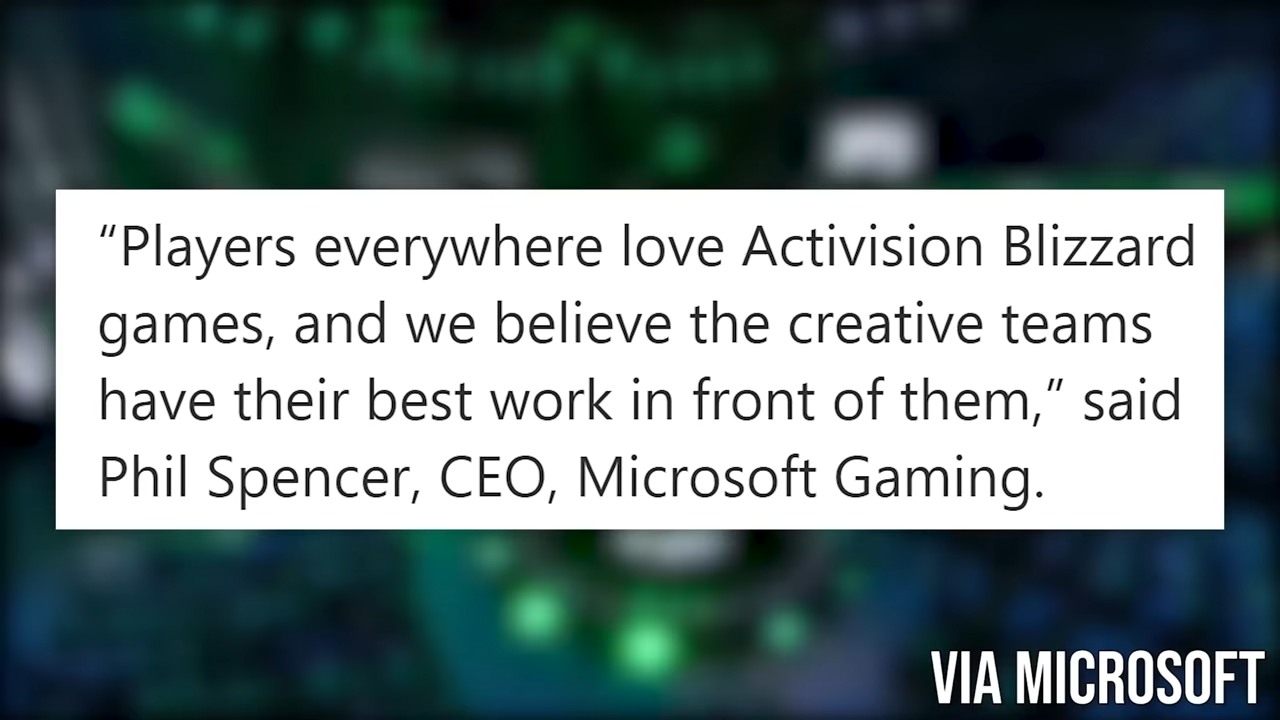 “Players everywhere love Activision Blizzard
games, and we believe the creative teams
have their best work in front of them,” said
Phil Spencer, CEO, Microsoft Gaming.
VIA MICROSOFT